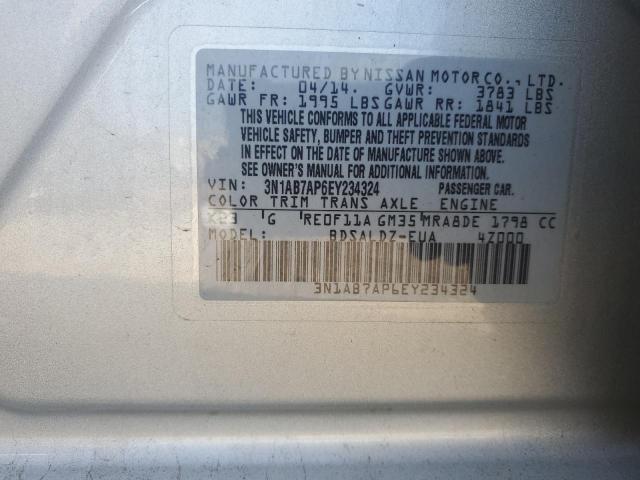 MANUFACTURED BY NISSAN MOTOR CO., LTD.
DATE: 04/14. GVWR: 3783 LBS
GAWR FR: 1995 LBS GAWR RR: 1841 LBS
THIS VEHICLE CONFORMS TO ALL APPLICABLE FEDERAL MOTOR
VEHICLE SAFETY, BUMPER AND THEFT PREVENTION STANDARDS
IN EFFECT ON THE DATE OF MANUFACTURE SHOWN ABOVE.
SEE OWNER'S MANUAL FOR ADDITIONAL INFORMATION.
VIN: 3N1AB7AP6EY234324 PASSENGER CAR.
COLOR TRIM TRANS AXLE ENGINE
K23 'G RE0F11A GM35 MRA8DE 1798 CC
MODEL: BDSALDZ-EUA 4Z000
3N1AB7AP6EY234324